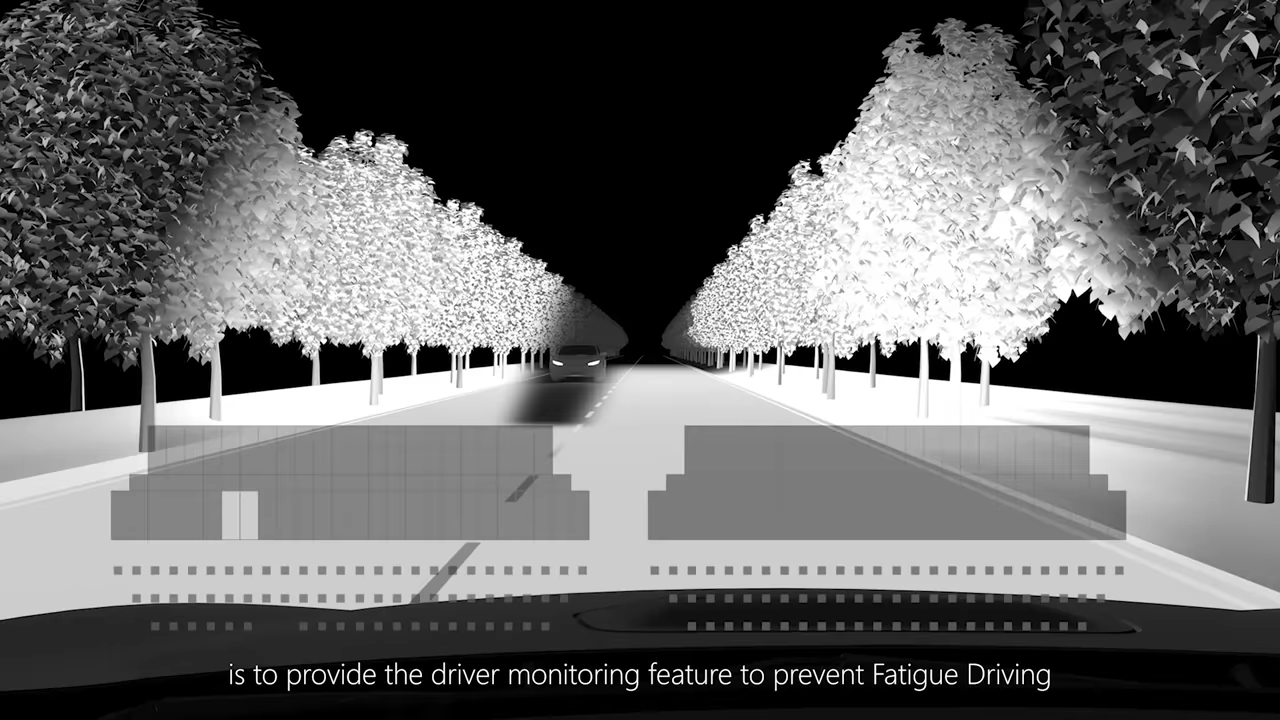 is to provide the driver monitoring feature to prevent Fatigue Driving